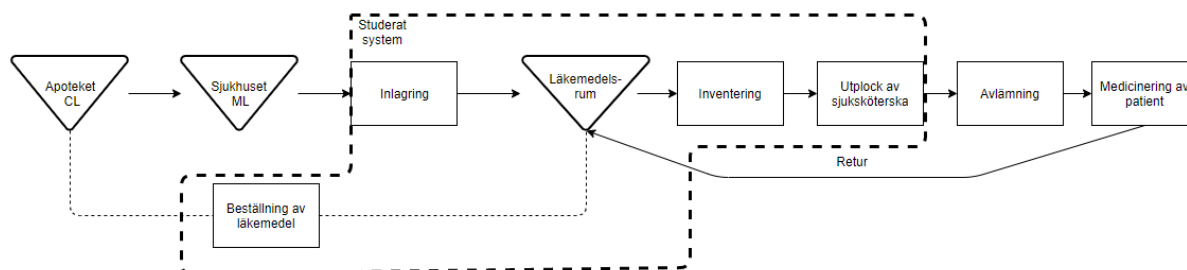 Studerat
system
Apoteket
CL
Sjukhuset
ML
Inlagring
Läkemedels-
rum
Inventering
Utplock av
sjuksköterska
Avlämning
Medicinering av
patient
Retur
Beställning av
läkemedel